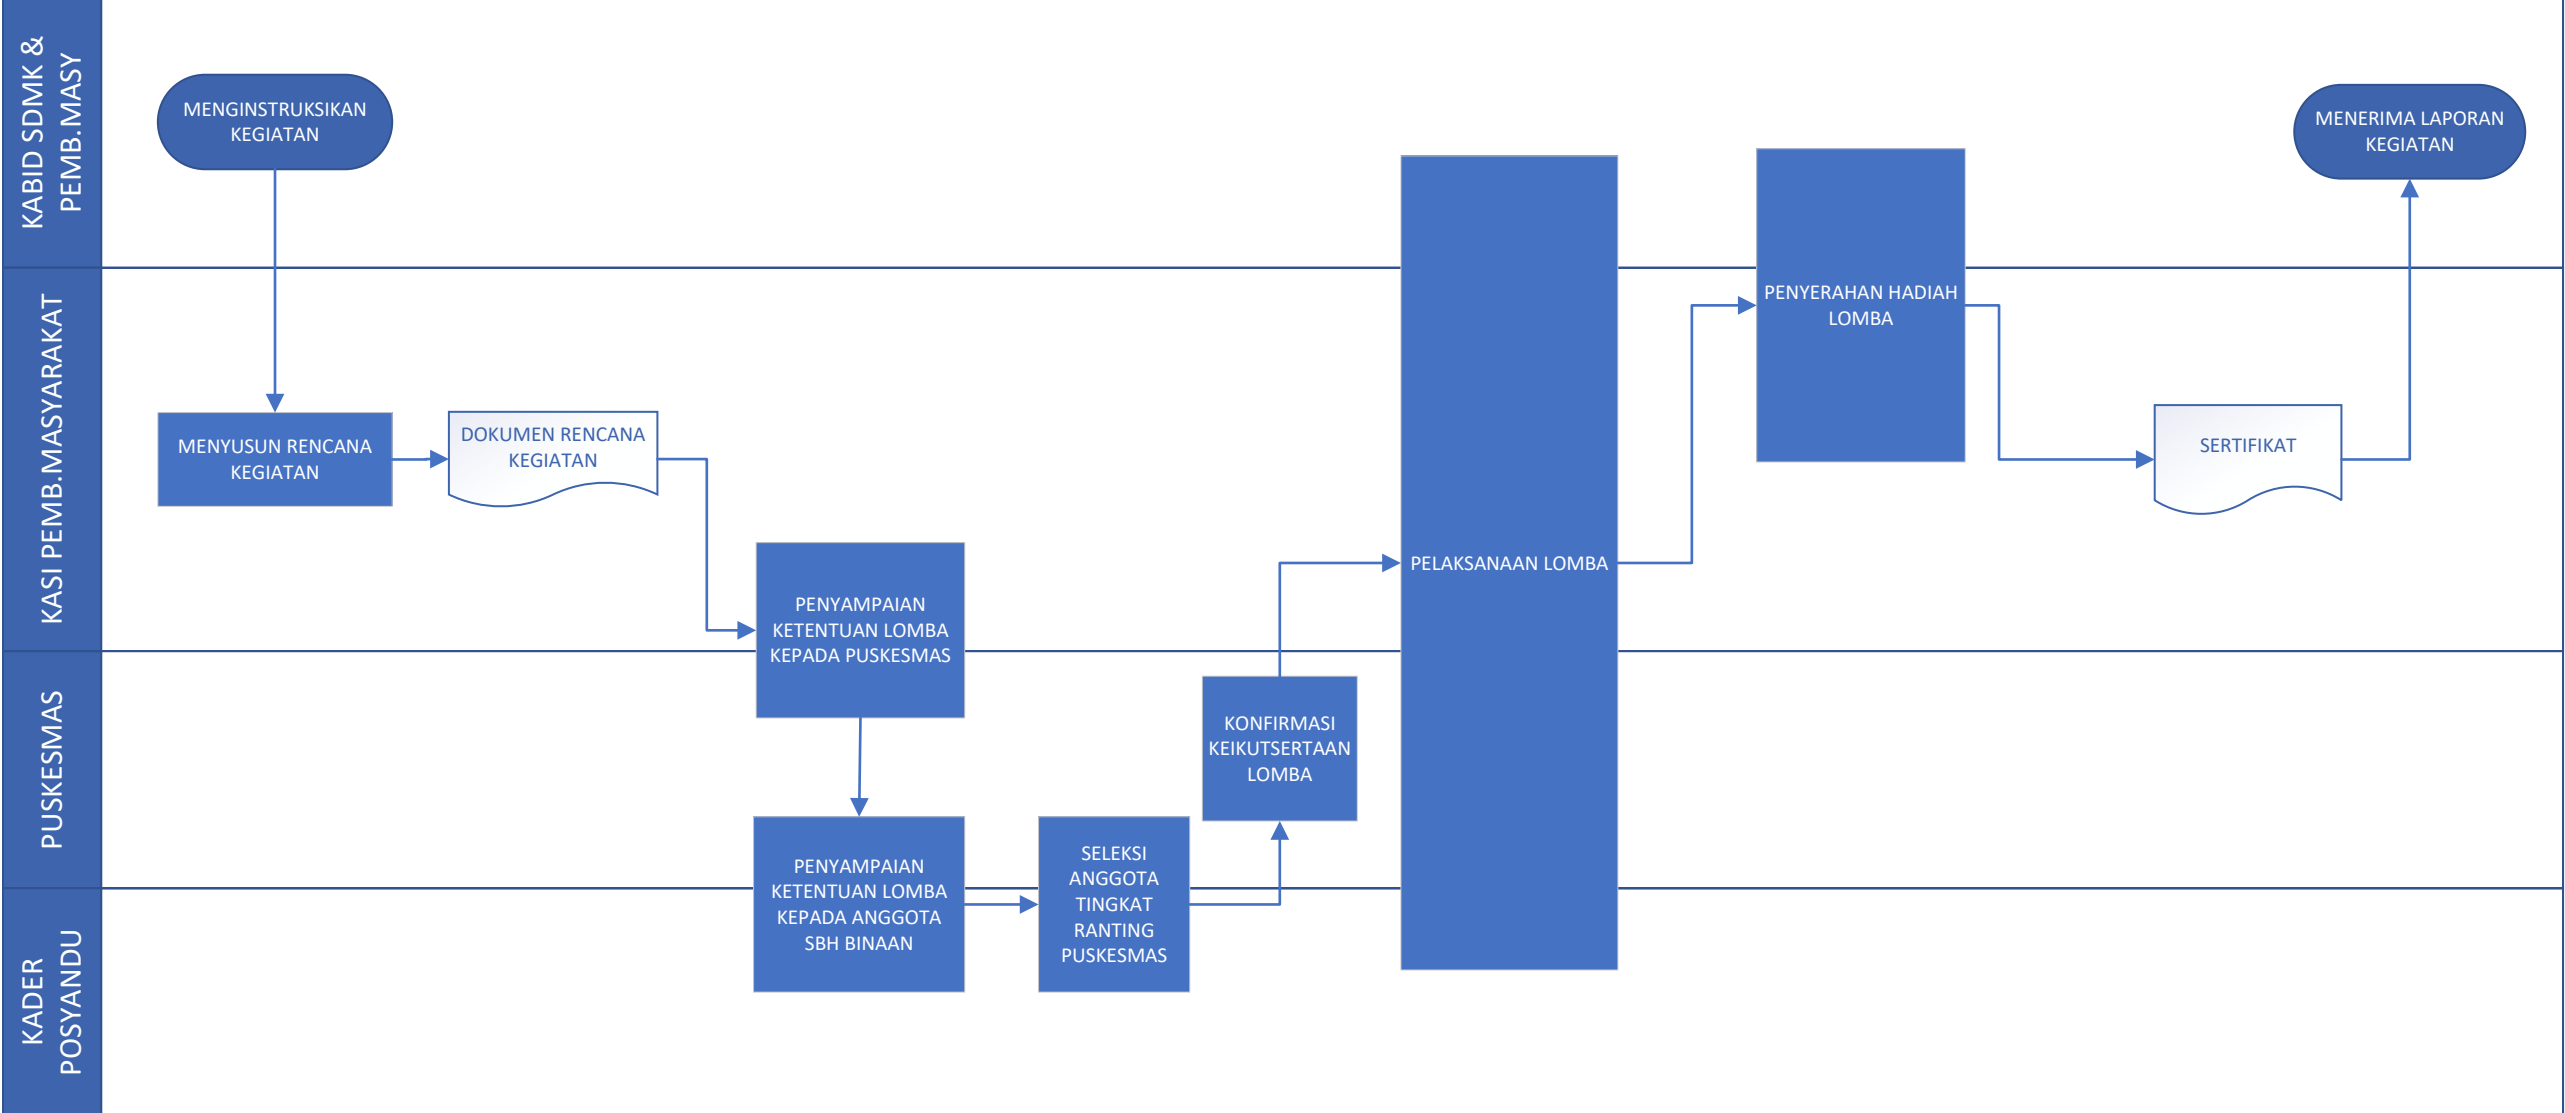 KABID SDMK &
PEMB.MASY
MENGINSTRUKSIKAN
KEGIATAN
MENERIMA LAPORAN
KEGIATAN
KASI PEMB.MASYARAKAT
MENYUSUN RENCANA
KEGIATAN
DOKUMEN RENCANA
KEGIATAN
PENYAMPAIAN
KETENTUAN LOMBA
KEPADA PUSKESMAS
PELAKSANAAN LOMBA
PENYERAHAN HADIAH
LOMBA
SERTIFIKAT
PUSKESMAS
KONFIRMASI
KEIKUTSERTAAN
LOMBA
PENYAMPAIAN
KETENTUAN LOMBA
KEPADA ANGGOTA
SBH BINAAN
SELEKSI
ANGGOTA
TINGKAT
RANTING
PUSKESMAS
KADER
POSYANDU